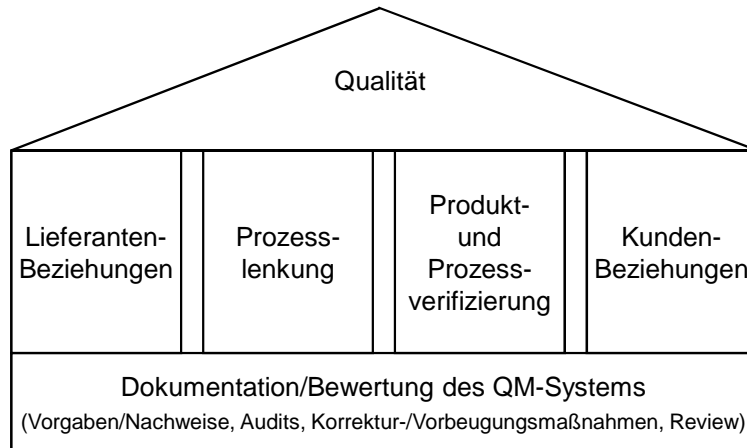 Qualität
Lieferanten-
Beziehungen
Prozess-
lenkung
Produkt-
und
Prozess-
verifizierung
Kunden-
Beziehungen
Dokumentation/Bewertung des QM-Systems
(Vorgaben/Nachweise, Audits, Korrektur-/Vorbeugungsmaßnahmen, Review)